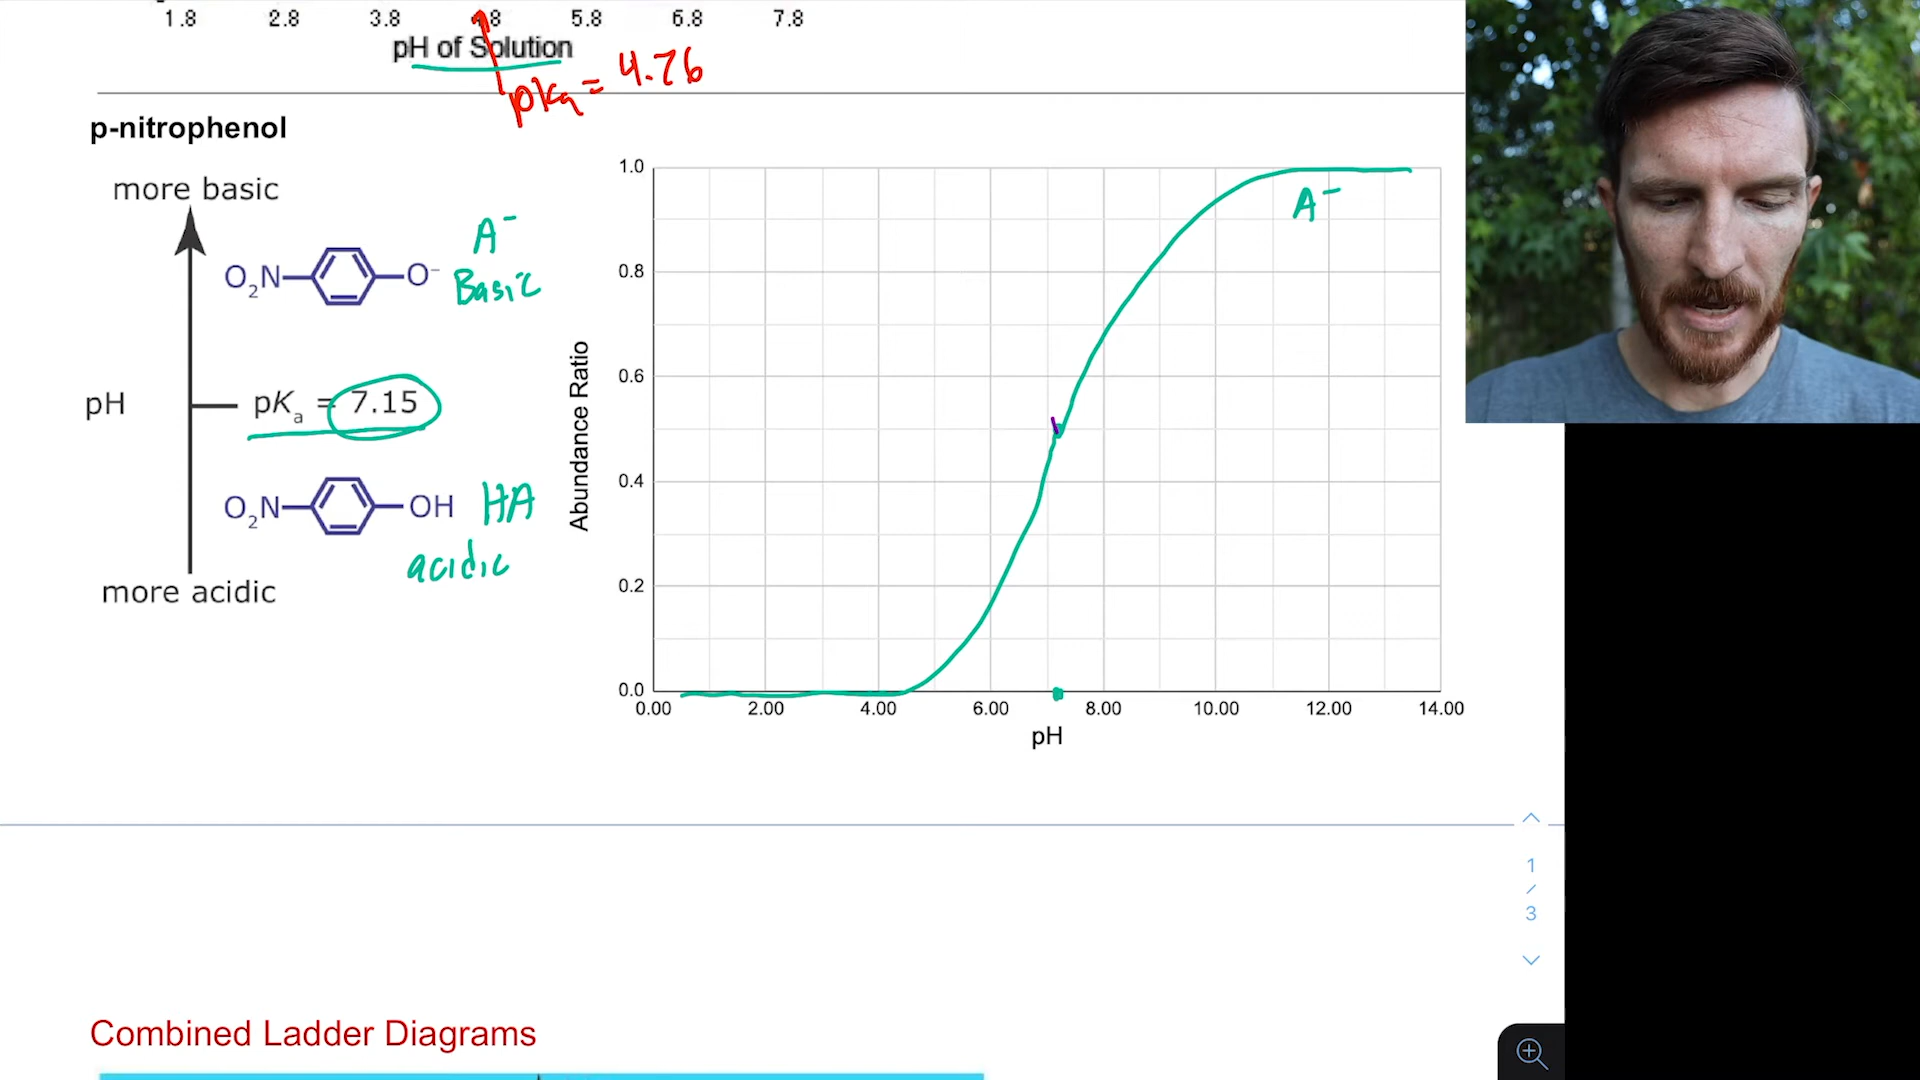 1.8 2.8 3.8 4.8 5.8 6.8 7.8
pH of Solution
pKa = 4.76
p-nitrophenol
more basic
O₂N O⁻
A⁻
Basic
pH
pKₐ = 7.15
O₂N OH
HA
acidic
more acidic
Abundance Ratio
1.0
0.8
0.6
0.4
0.2
0.0
A⁻
0.00 2.00 4.00 6.00 8.00 10.00 12.00 14.00
pH
1
/
3
Combined Ladder Diagrams